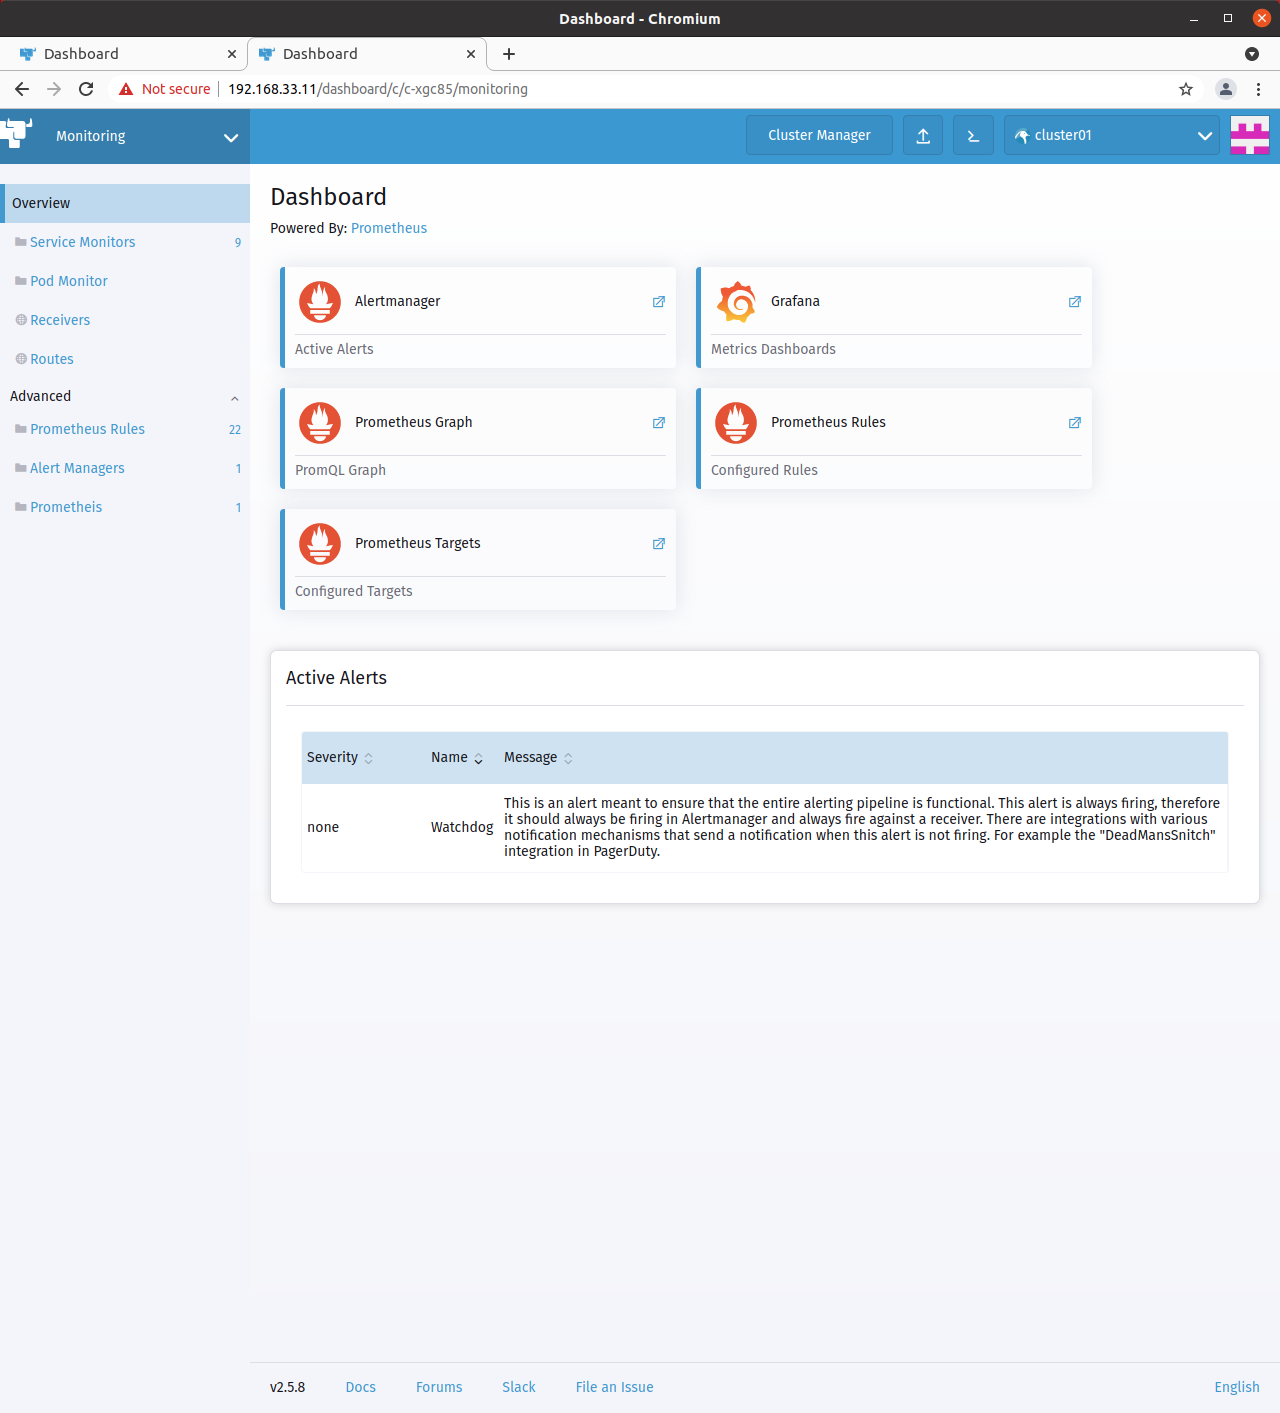 Dashboard - Chromium
Dashboard
Dashboard
Not secure
192.168.33.11/dashboard/c/c-xgc85/monitoring
Monitoring
Cluster Manager
cluster01
Overview
Service Monitors 9
Pod Monitor
Receivers
Routes
Advanced
Prometheus Rules 22
Alert Managers 1
Prometheis 1
Dashboard
Powered By: Prometheus
Alertmanager
Active Alerts
Grafana
Metrics Dashboards
Prometheus Graph
PromQL Graph
Prometheus Rules
Configured Rules
Prometheus Targets
Configured Targets
Active Alerts
Severity Name Message
none
Watchdog
This is an alert meant to ensure that the entire alerting pipeline is functional. This alert is always firing, therefore
it should always be firing in Alertmanager and always fire against a receiver. There are integrations with various
notification mechanisms that send a notification when this alert is not firing. For example the "DeadMansSnitch"
integration in PagerDuty.
v2.5.8 Docs Forums Slack File an Issue English